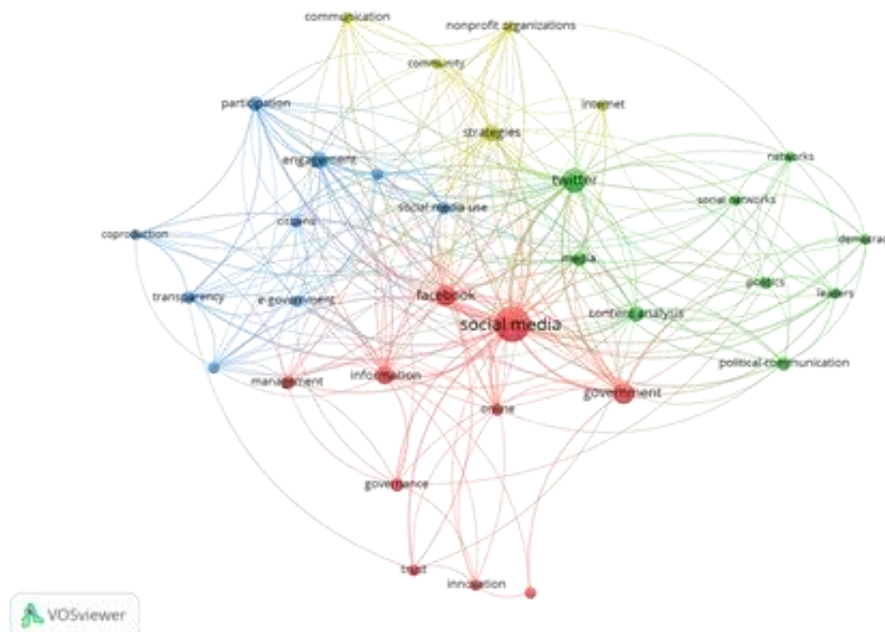 communication
nonprofit organizations
community
participation
internet
strategies
engagement
networks
twitter
social networks
social media use
citizens
coproduction
democrac
media
politics
transparency
e-government
facebook
leaders
content analysis
social media
political communication
management
information
government
online
governance
trust
innovation
VOSviewer